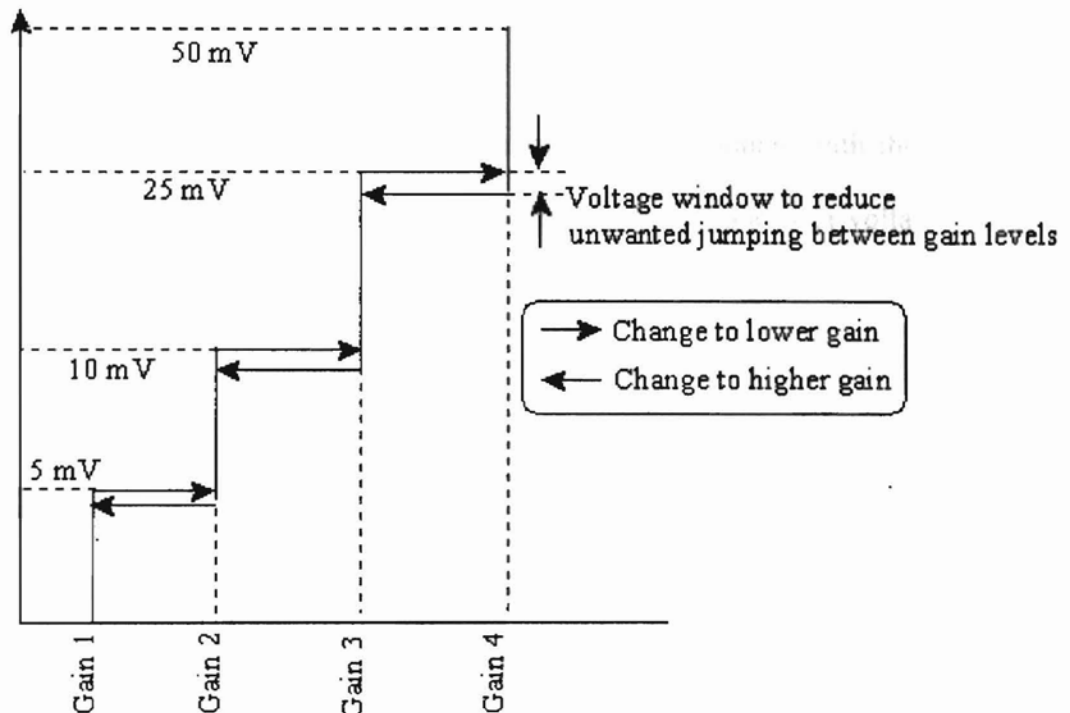 50 mV
25 mV
Voltage window to reduce
unwanted jumping between gain levels
Change to lower gain
10 mV
Change to higher gain
5 mV
Gain 1
Gain 2
Gain 3
Gain 4